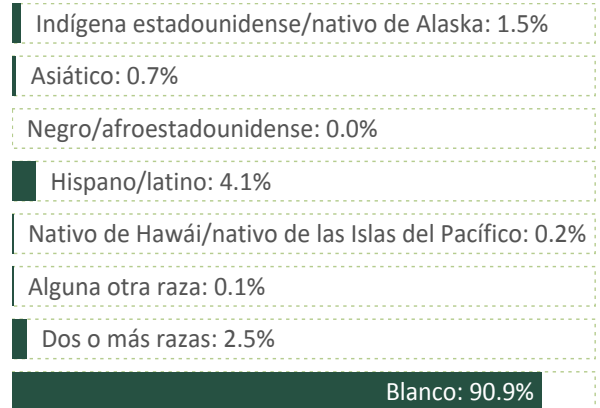 Indígena estadounidense/nativo de Alaska: 1.5%
Asiático: 0.7%
Negro/afroestadounidense: 0.0%
Hispano/latino: 4.1%
Nativo de Hawái/nativo de las Islas del Pacífico: 0.2%
Alguna otra raza: 0.1%
Dos o más razas: 2.5%
Blanco: 90.9%